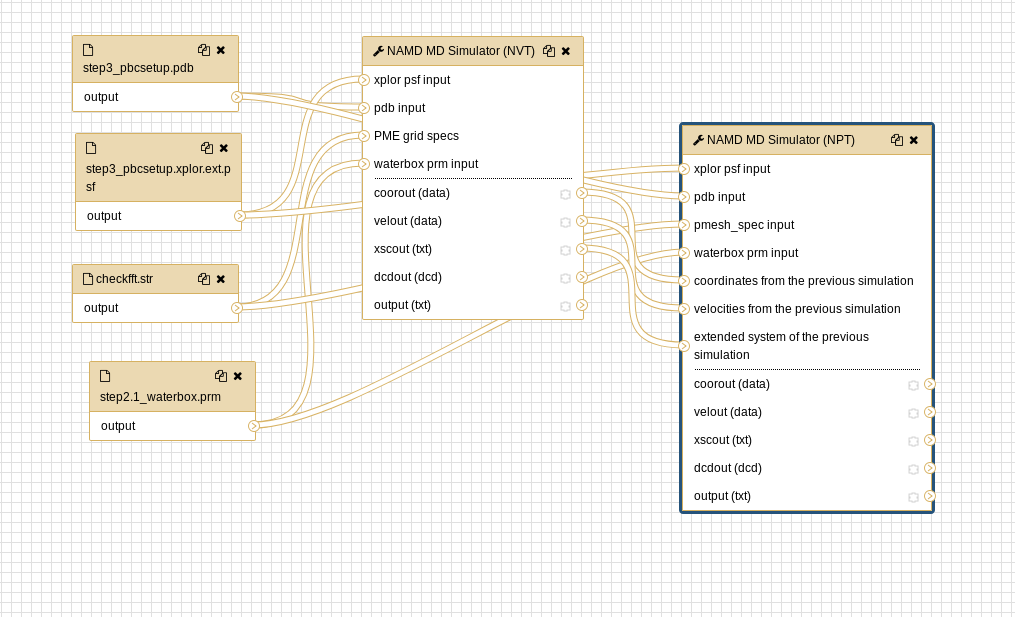 step3_pbcsetup.pdb
output
step3_pbcsetup.xplor.ext.p
sf
output
checkfft.str
output
step2.1_waterbox.prm
output
NAMD MD Simulator (NVT)
xplor psf input
pdb input
PME grid specs
waterbox prm input
coorout (data)
velout (data)
xscout (txt)
dcdout (dcd)
output (txt)
NAMD MD Simulator (NPT)
xplor psf input
pdb input
pmesh_spec input
waterbox prm input
coordinates from the previous simulation
velocities from the previous simulation
extended system of the previous
simulation
coorout (data)
velout (data)
xscout (txt)
dcdout (dcd)
output (txt)